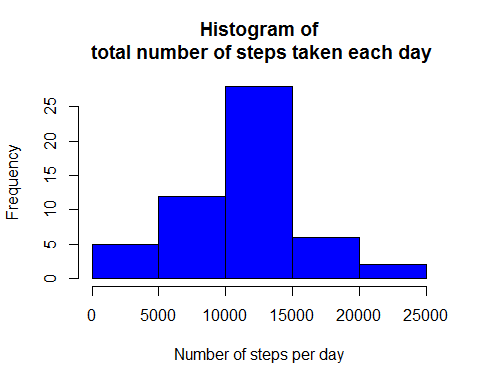 Histogram of
total number of steps taken each day
Frequency
25
20
15
10
5
0
0 5000 10000 15000 20000 25000
Number of steps per day